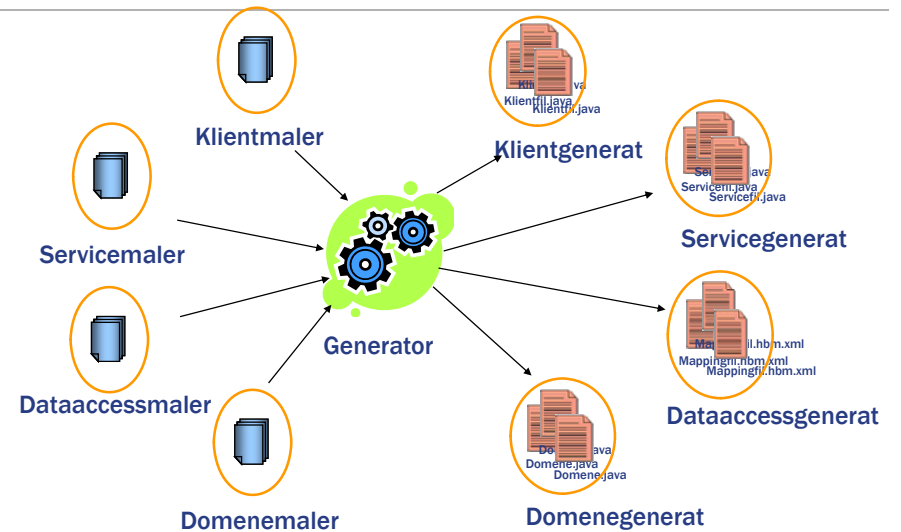 Klientfil.java
Klientfil.java
Klientmaler
Klientgenerat
Servicefil.java
Servicefil.java
Servicemaler
Servicegenerat
Generator
Mappingfil.hbm.xml
Mappingfil.hbm.xml
Dataaccessmaler
Dataaccessgenerat
Domene.java
Domene.java
Domenemaler
Domenegenerat